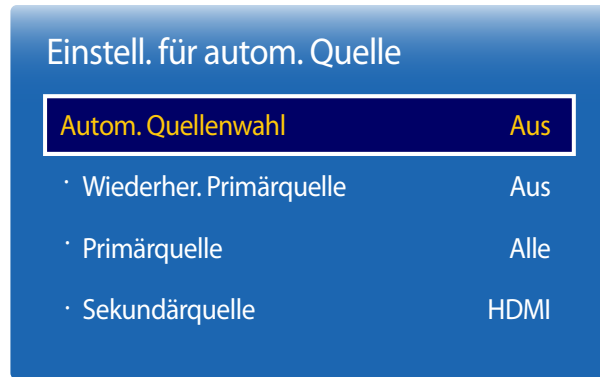 Einstell. für autom. Quelle
Autom. Quellenwahl Aus
· Wiederher. Primärquelle Aus
· Primärquelle Alle
· Sekundärquelle HDMI